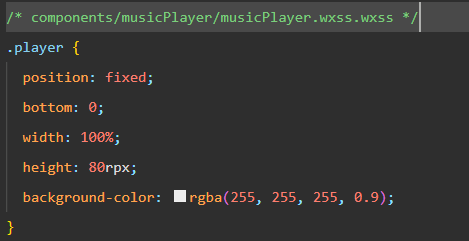 /* components/musicPlayer/musicPlayer.wxss.wxss */
.player {
  position: fixed;
  bottom: 0;
  width: 100%;
  height: 80rpx;
  background-color: rgba(255, 255, 255, 0.9);
}